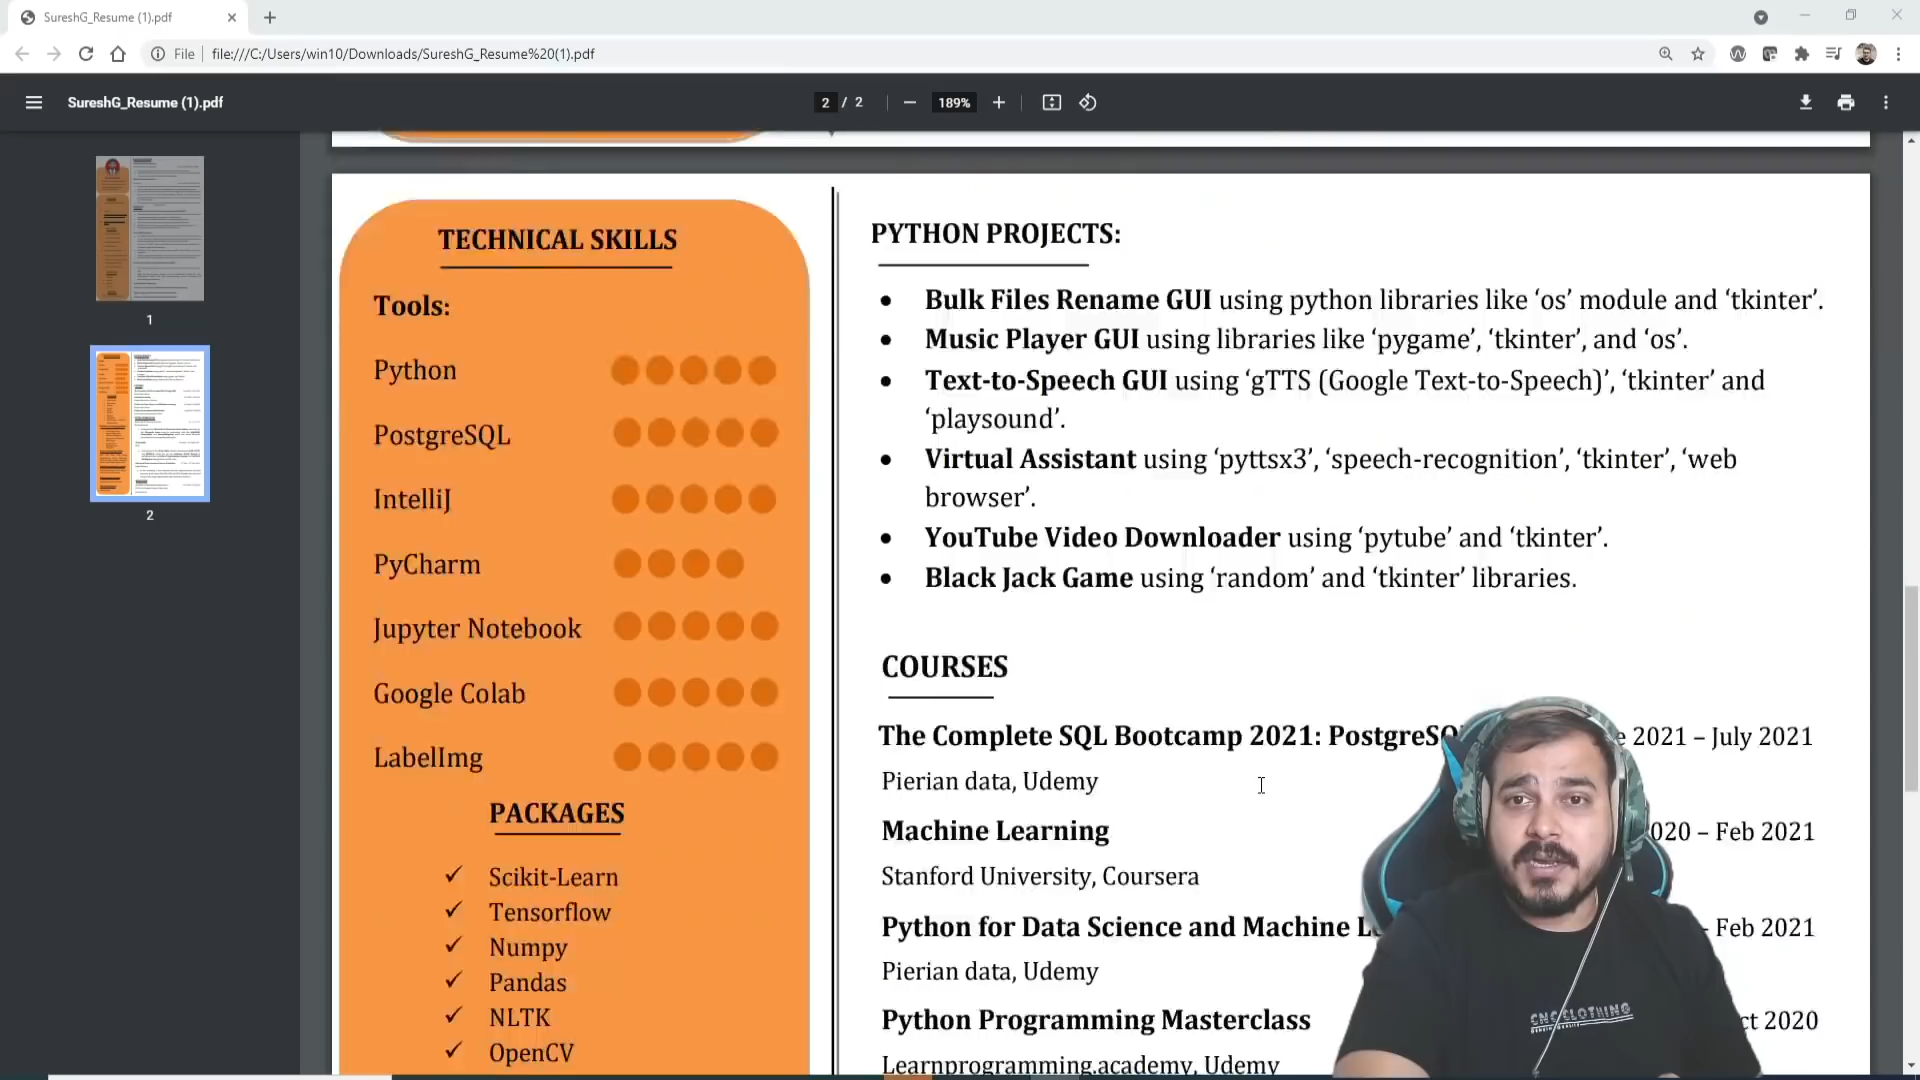 SureshG_Resume (1).pdf
File
file:///C:/Users/win10/Downloads/SureshG_Resume%20(1).pdf
SureshG_Resume (1).pdf
2 / 2
189%
1
2
TECHNICAL SKILLS
Tools:
Python
PostgreSQL
IntelliJ
PyCharm
Jupyter Notebook
Google Colab
LabelImg
PACKAGES
Scikit-Learn
Tensorflow
Numpy
Pandas
NLTK
OpenCV
PYTHON PROJECTS:
• Bulk Files Rename GUI using python libraries like ‘os’ module and ‘tkinter’.
• Music Player GUI using libraries like ‘pygame’, ‘tkinter’, and ‘os’.
• Text-to-Speech GUI using ‘gTTS (Google Text-to-Speech)’, ‘tkinter’ and
‘playsound’.
• Virtual Assistant using ‘pyttsx3’, ‘speech-recognition’, ‘tkinter’, ‘web
browser’.
• YouTube Video Downloader using ‘pytube’ and ‘tkinter’.
• Black Jack Game using ‘random’ and ‘tkinter’ libraries.
COURSES
The Complete SQL Bootcamp 2021: 2021 – July 2021
Pierian data, Udemy
Machine Learning – Feb 2021
Stanford University, Coursera
Python for Data Science and Machine - Feb 2021
Pierian data, Udemy
Python Programming Masterclass 2020
Learnprogramming.academy, Udemy
CNC CLOTHING